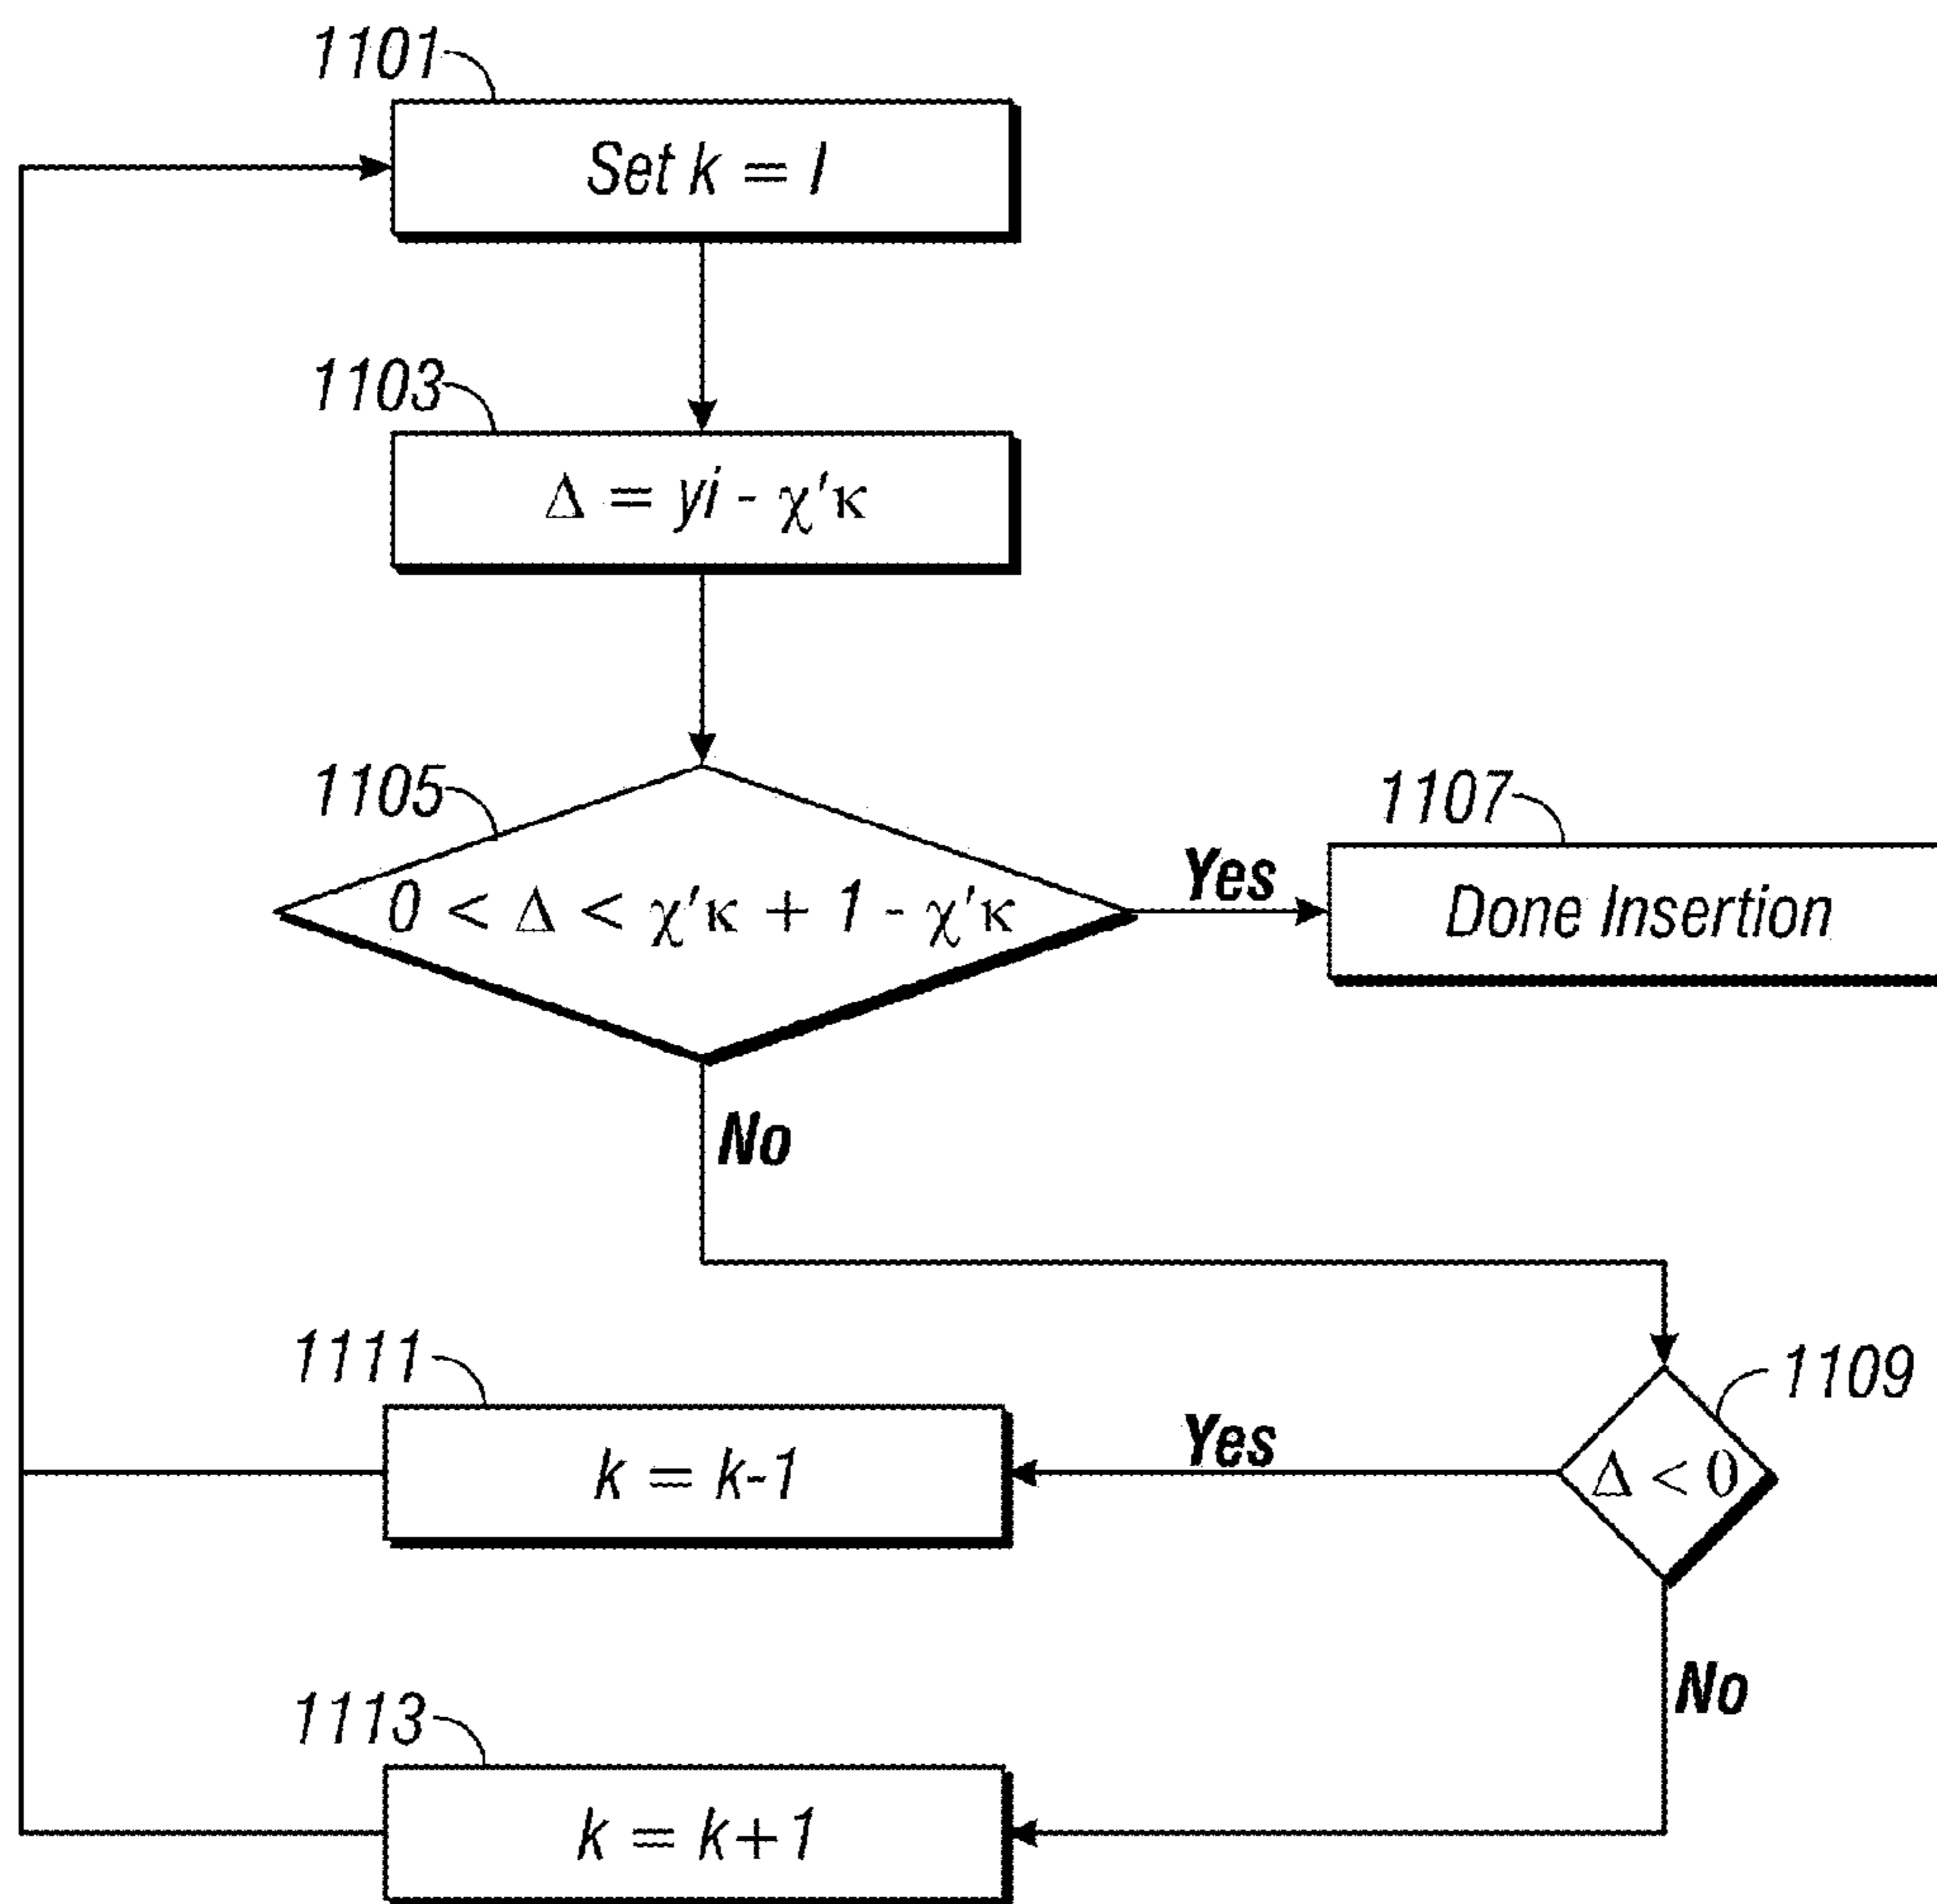 1101
Set k = I
1103
Δ = yi - χ′κ
1105
0 < Δ < χ′κ + 1 - χ′κ
Yes
1107
Done Insertion
No
1109
Δ < 0
Yes
1111
k = k-1
No
1113
k = k+1